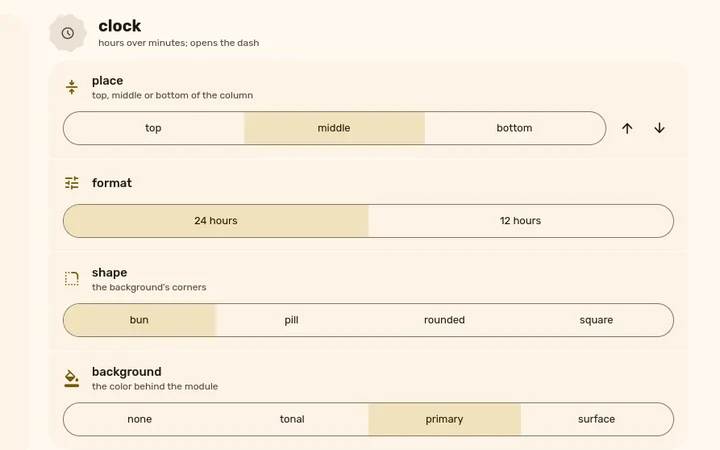 clock
hours over minutes; opens the dash
place
top, middle or bottom of the column
top middle bottom
format
24 hours 12 hours
shape
the background's corners
bun pill rounded square
background
the color behind the module
none tonal primary surface